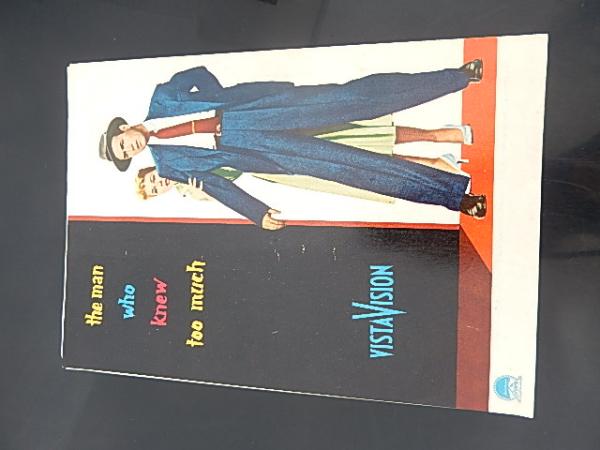 the man
who
knew
too much
VISTAVISION